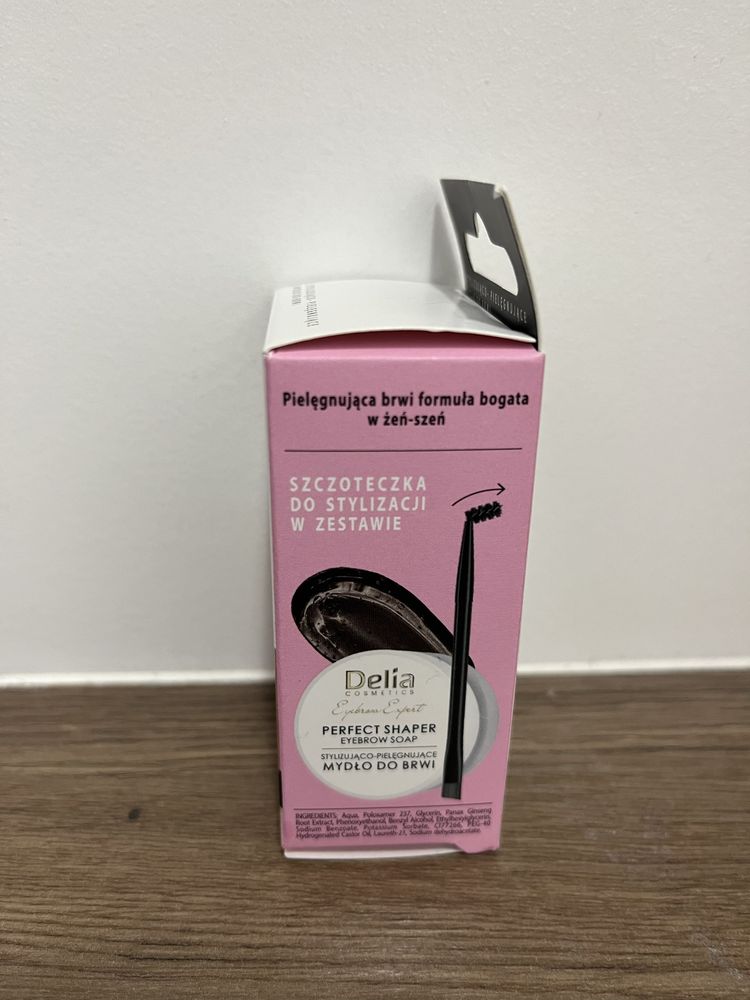 Pielęgnująca brwi formuła bogata
w żeń-szeń
SZCZOTECZKA
DO STYLIZACJI
W ZESTAWIE
Delia
COSMETICS
Eyebrow Expert
PERFECT SHAPER
EYEBROW SOAP
STYLIZUJĄCO-PIELĘGNUJĄCE
MYDŁO DO BRWI
INGREDIENTS: Aqua, Poloxamer 237, Glycerin, Panax Ginseng
Root Extract, Phenoxyethanol, Benzyl Alcohol, Ethylhexylglycerin,
Sodium Benzoate, Potassium Sorbate, CI77266, PEG-40
Hydrogenated Castor Oil, Laureth-23, Sodium dehydroacetate.